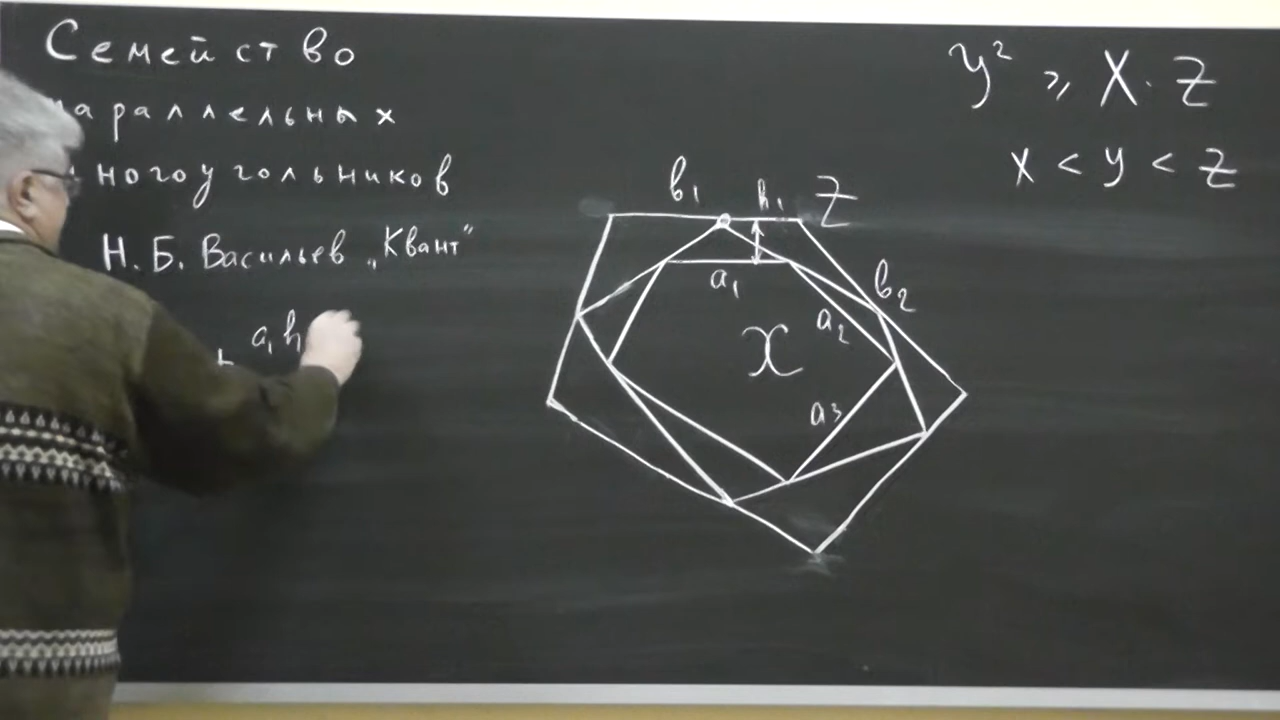 Семейство
параллельных
многоугольников
Н.Б. Васильев „Квант"
a₁h
y² ⩾ X · Z
x < y < z
b₁
h₁
Z
a₁
b₂
a₂
x
a₃